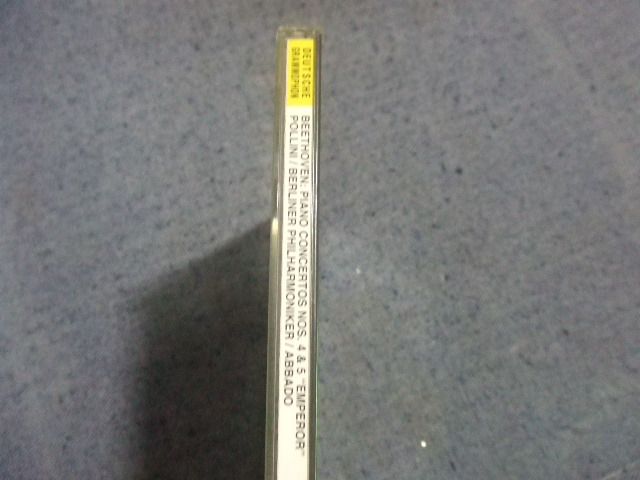 DEUTSCHE
GRAMMOPHON
BEETHOVEN: PIANO CONCERTOS NOS. 4 & 5 "EMPEROR"
POLLINI / BERLINER PHILHARMONIKER / ABBADO